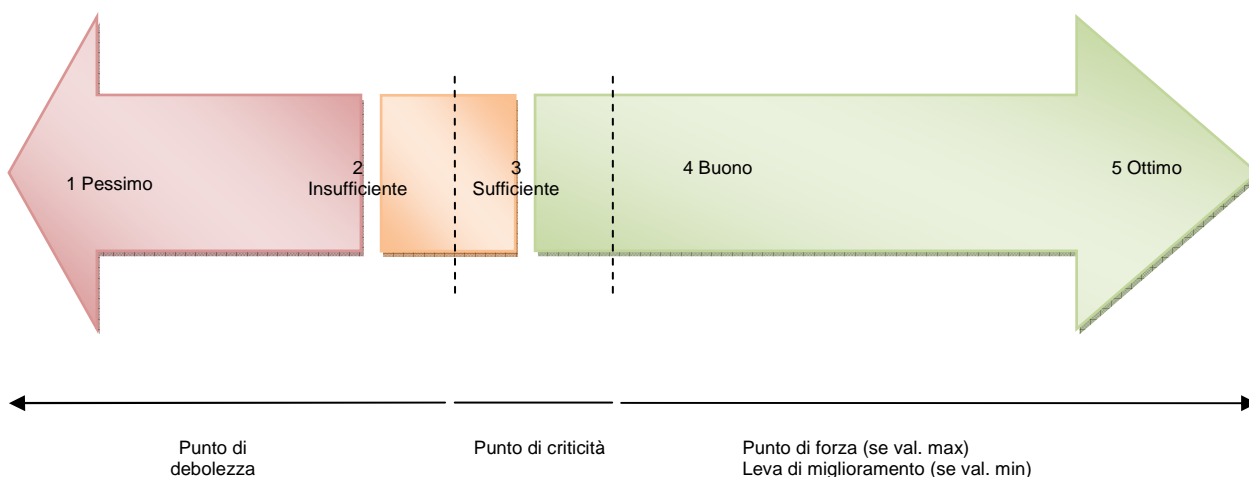 1 Pessimo
2
Insufficiente
3
Sufficiente
4 Buono
5 Ottimo
Punto di
debolezza
Punto di criticità
Punto di forza (se val. max)
Leva di miglioramento (se val. min)